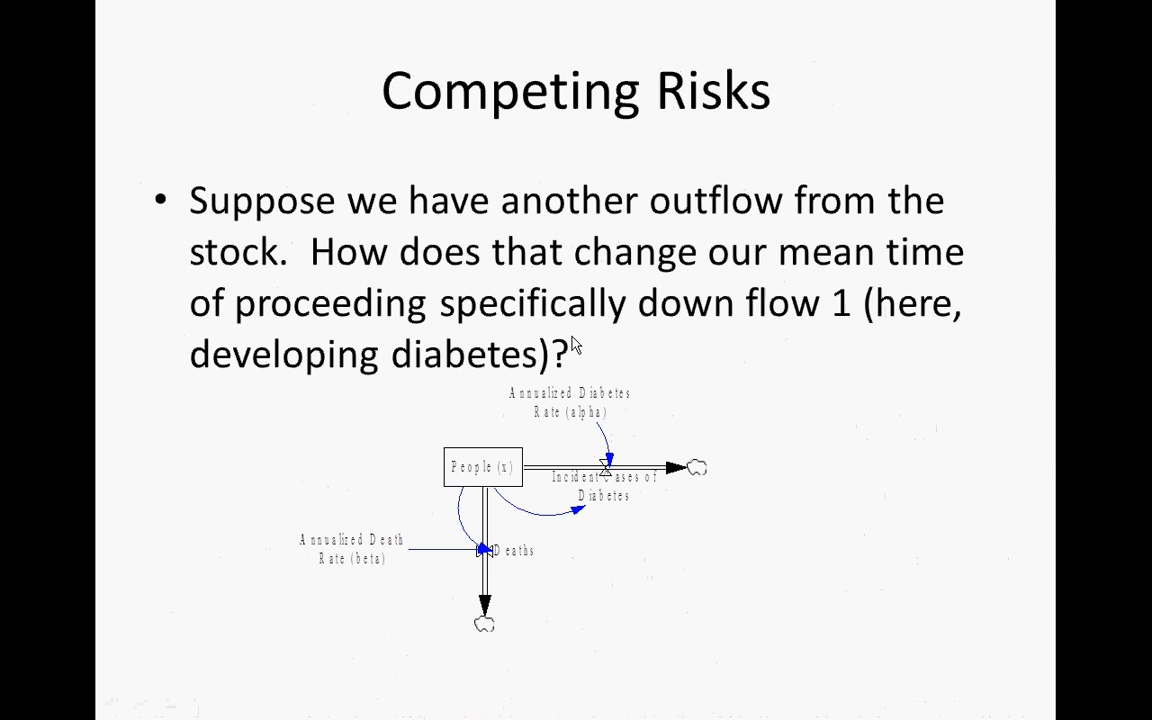 Competing Risks
• Suppose we have another outflow from the
stock.  How does that change our mean time
of proceeding specifically down flow 1 (here,
developing diabetes)?
Annualized Diabetes
Rate (alpha)
People (x)
Incident Cases of
Diabetes
Annualized Death
Rate (beta)
Deaths